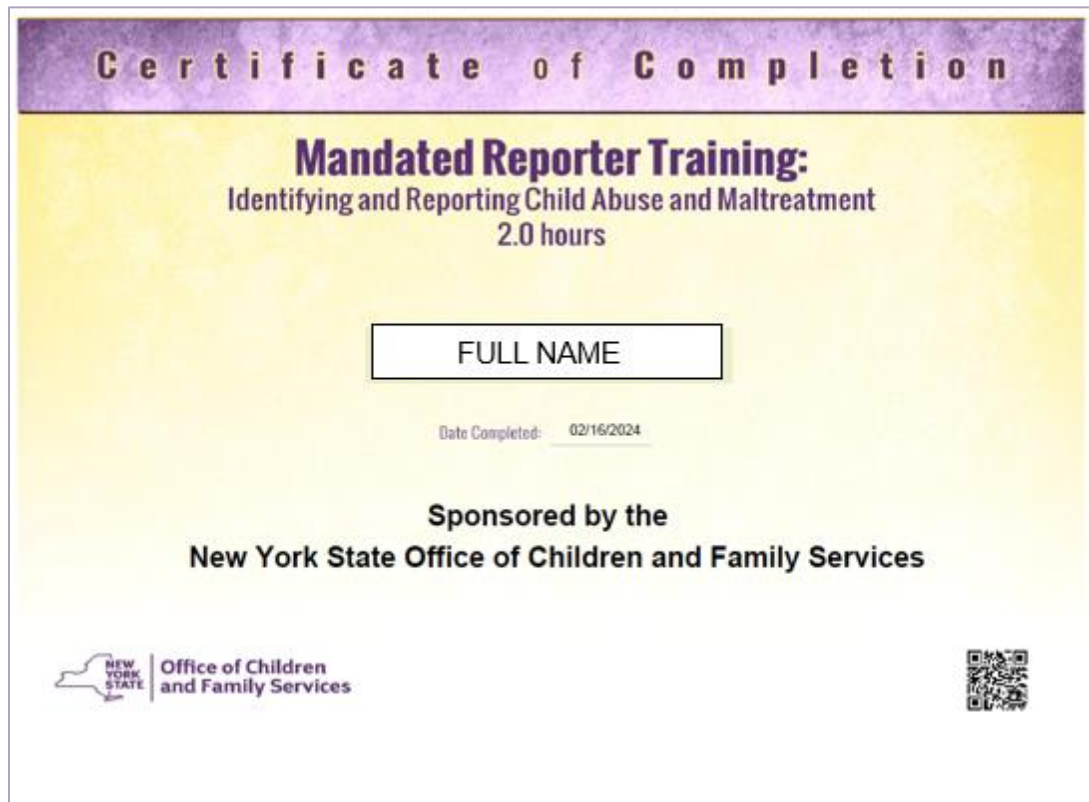 Certificate of Completion
Mandated Reporter Training:
Identifying and Reporting Child Abuse and Maltreatment
2.0 hours
FULL NAME
Date Completed: 02/16/2024
Sponsored by the
New York State Office of Children and Family Services
NEW
YORK
STATE
Office of Children
and Family Services